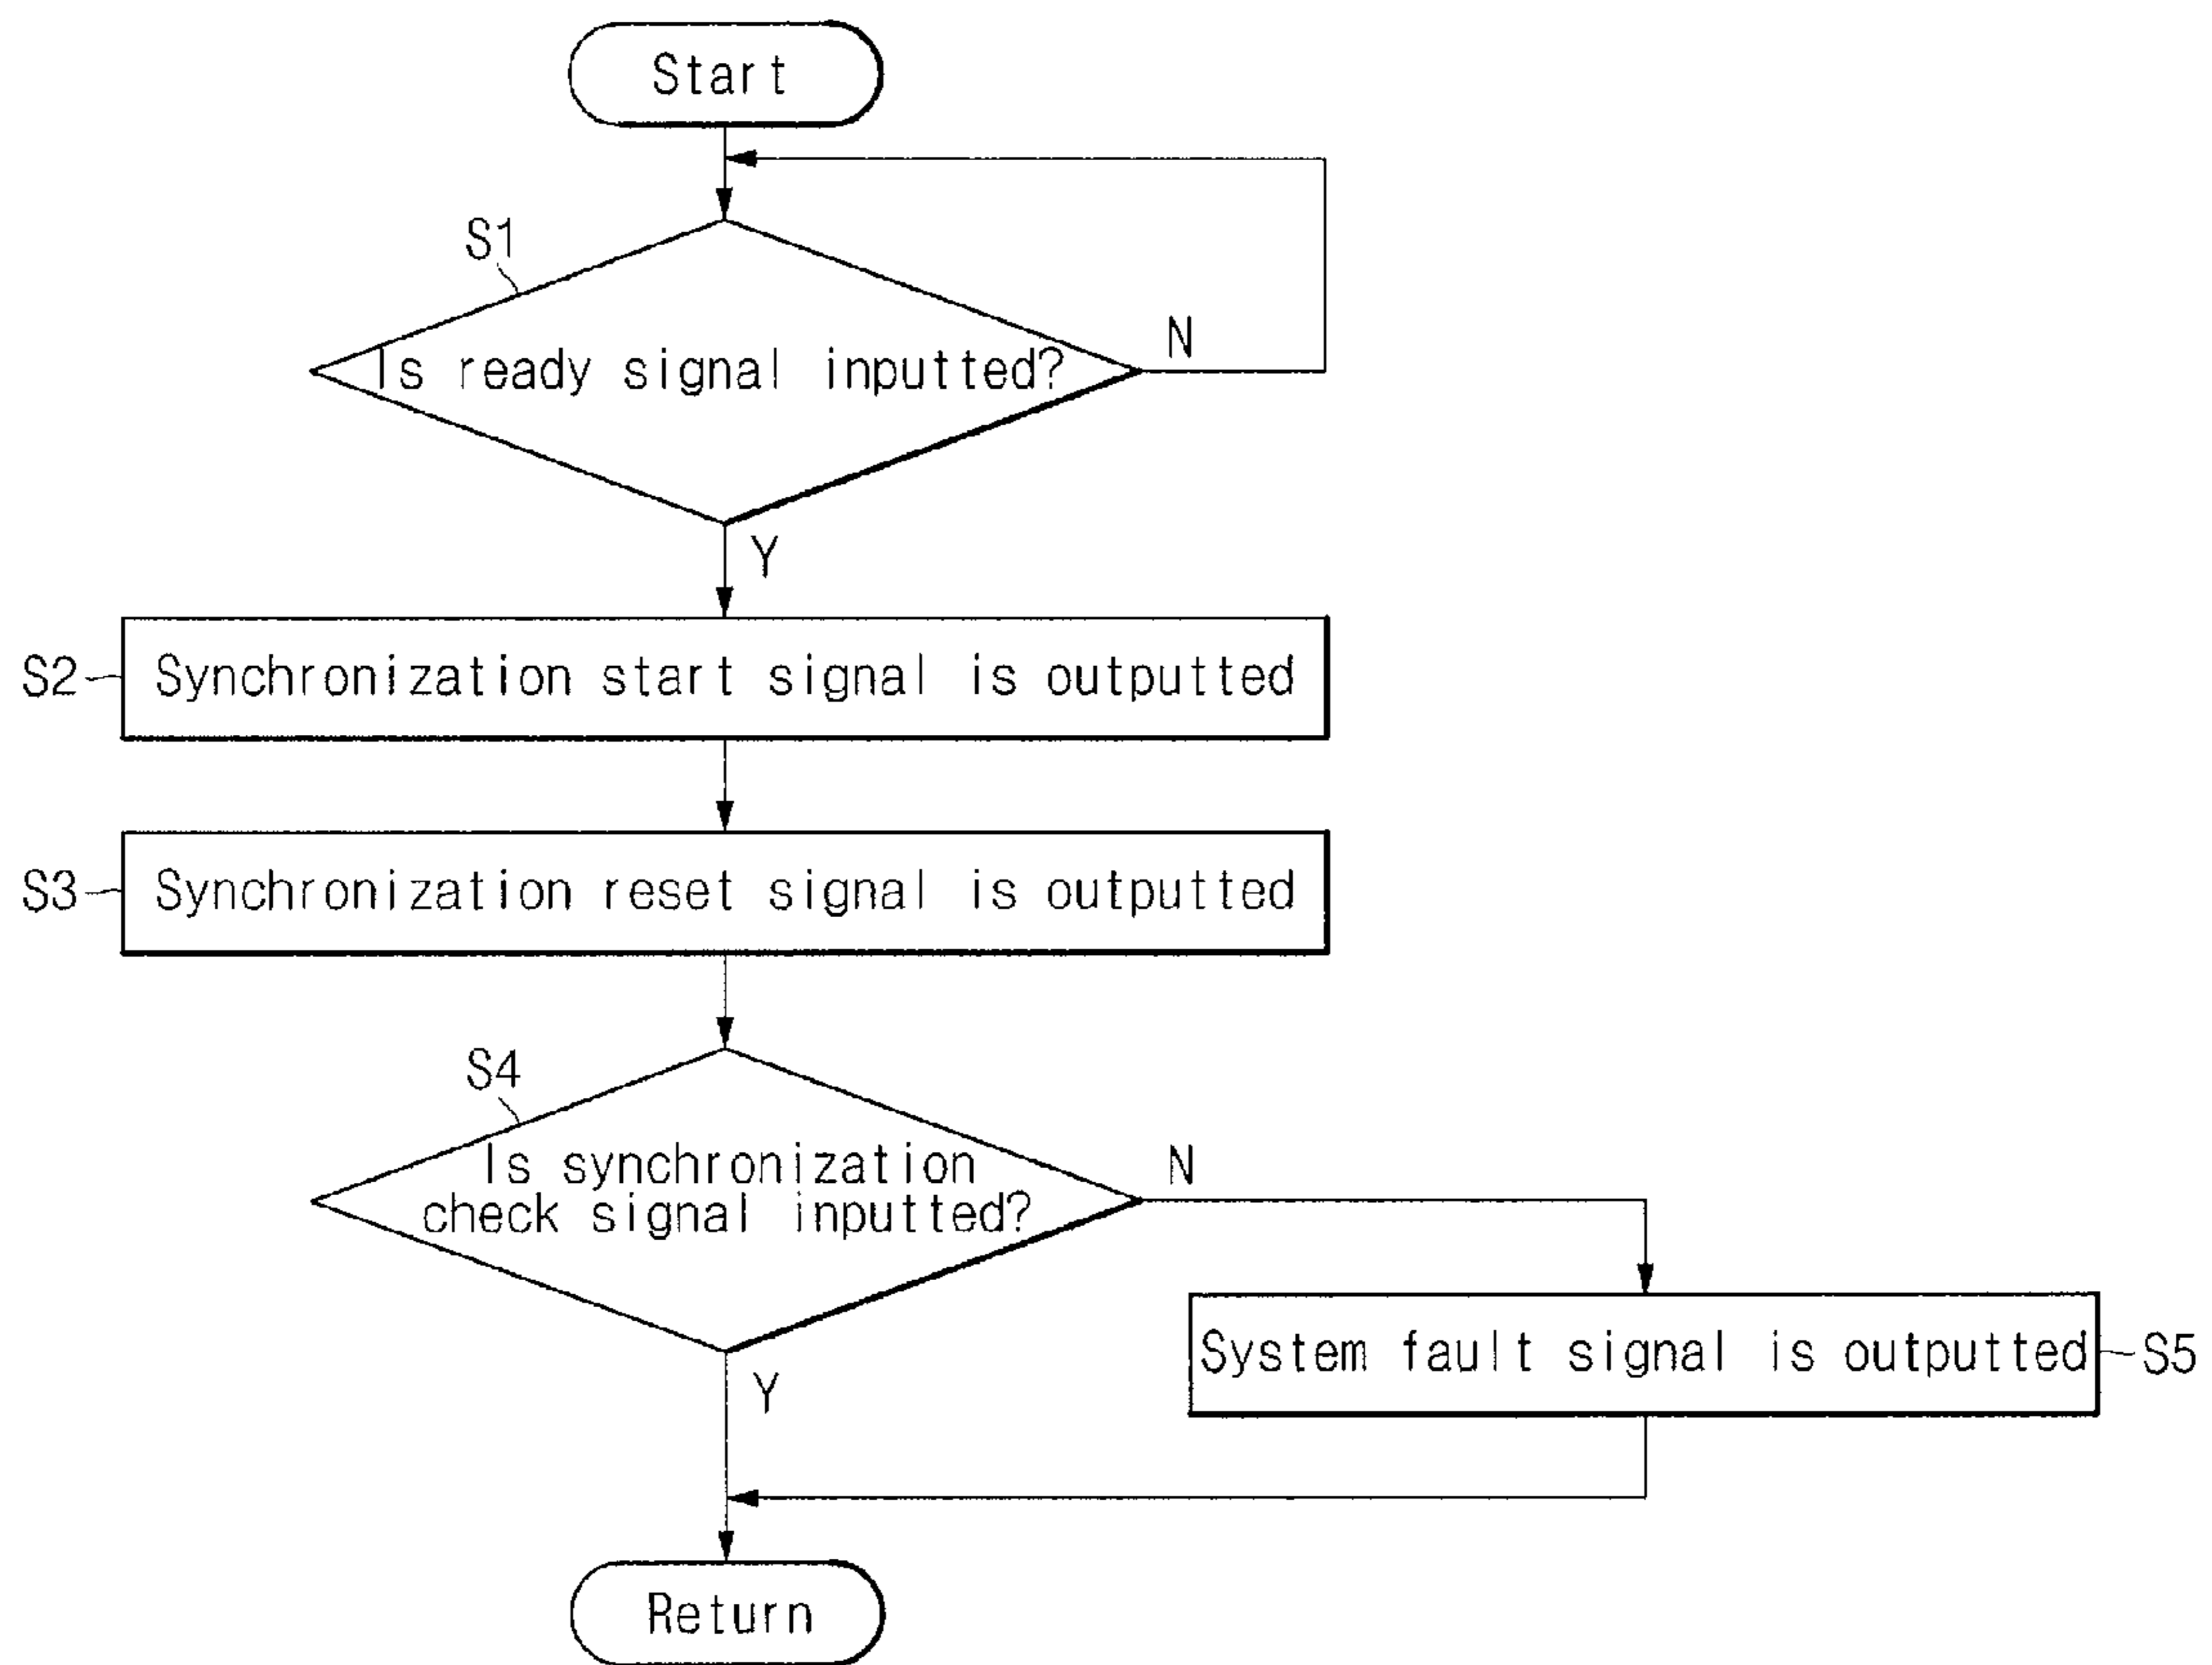 Start
S1
Is ready signal inputted?
N
Y
S2
Synchronization start signal is outputted
S3
Synchronization reset signal is outputted
S4
Is synchronization
check signal inputted?
N
Y
System fault signal is outputted
S5
Return